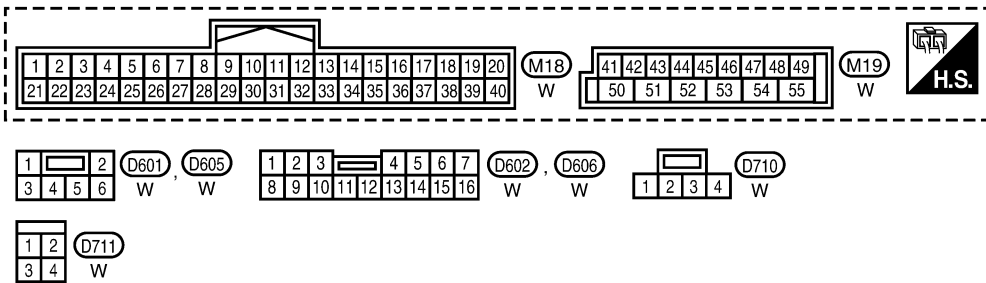 1 2 3 4 5 6 7 8 9 10 11 12 13 14 15 16 17 18 19 20 M18 41 42 43 44 45 46 47 48 49 M19
21 22 23 24 25 26 27 28 29 30 31 32 33 34 35 36 37 38 39 40 W 50 51 52 53 54 55 W H.S.
1 2 D601 , D605 1 2 3 4 5 6 7 D602 , D606 D710
3 4 5 6 W W 8 9 10 11 12 13 14 15 16 W W 1 2 3 4 W
1 2 D711
3 4 W